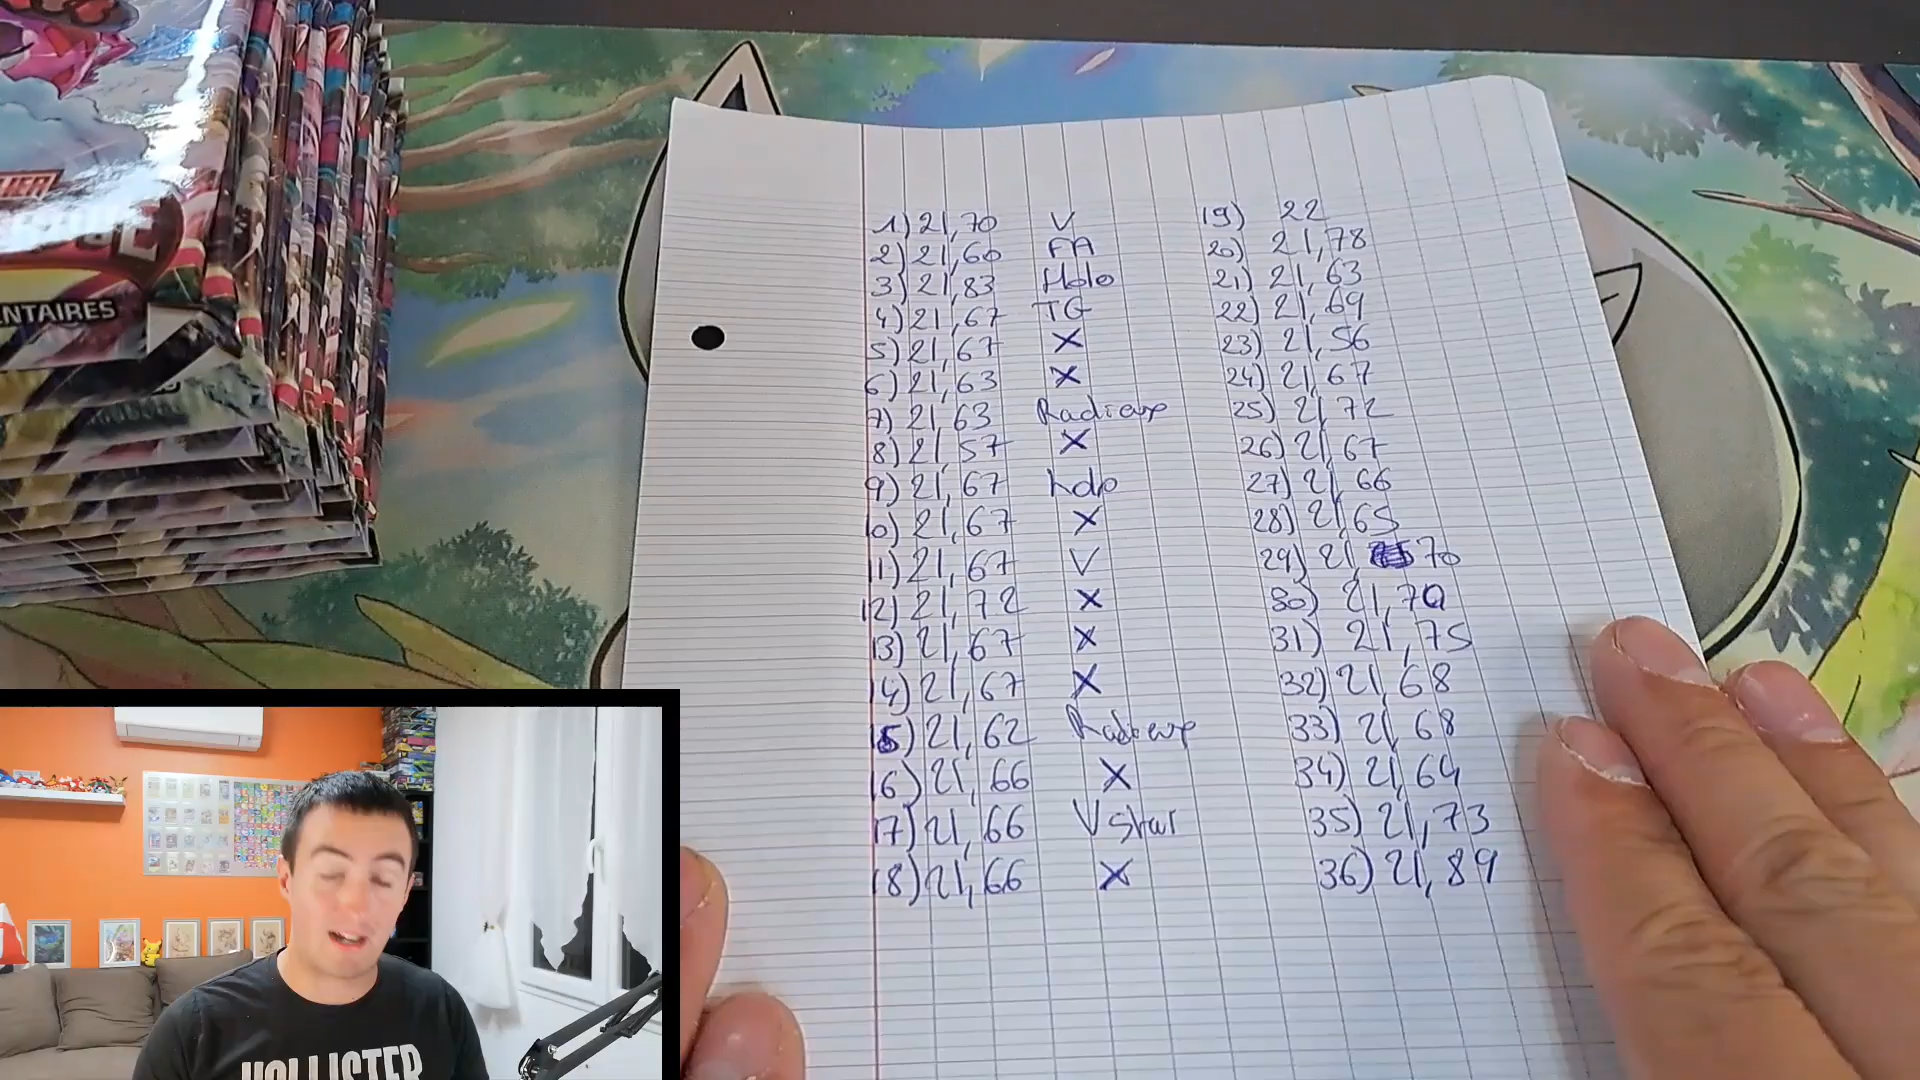 NTAIRES
1) 21,70 V
2) 21,60 FA
3) 21,83 Holo
4) 21,67 TG
5) 21,67 X
6) 21,63 X
7) 21,63
8) 21,57 X
9) 21,67 holo
10) 21,67 X
11) 21,67 V
12) 21,72 X
13) 21,67 X
14) 21,67 X
15) 21,62
16) 21,66 X
17) 21,66 V Star
18) 21,66 X
19) 22
20) 21,78
21) 21,63
22) 21,69
23) 21,56
24) 21,67
25) 21,72
26) 21,67
27) 21,66
28) 21,65
29) 21, 70
30) 21,70
31) 21,75
32) 21,68
33) 21,68
34) 21,64
35) 21,73
36) 21,89
HOLLISTER